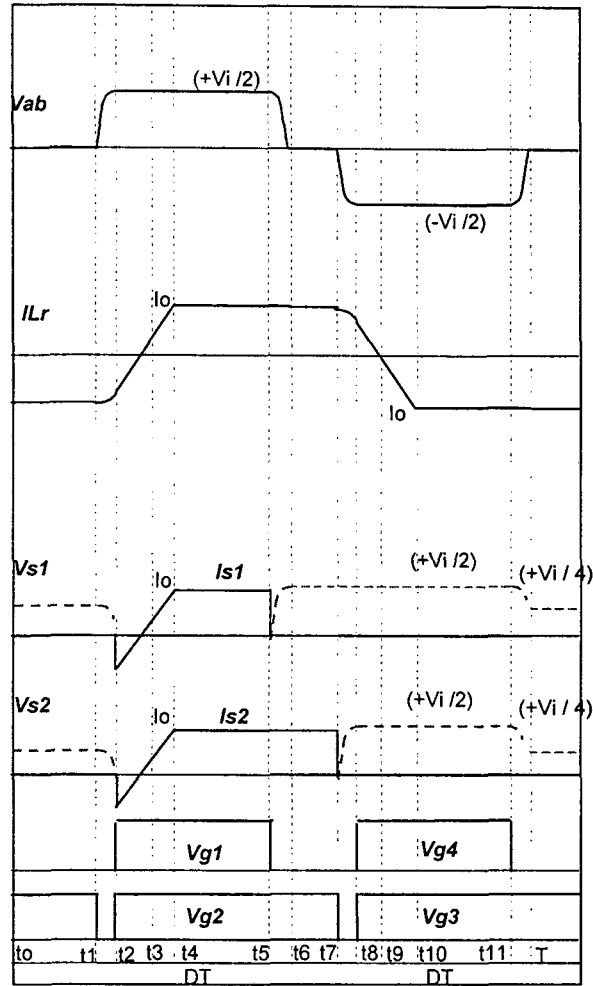 (+Vi /2)
Vab
(-Vi /2)
Io
ILr
Io
Vs1
Io
Is1
(+Vi /2)
(+Vi / 4)
Vs2
Io
Is2
(+Vi /2)
(+Vi / 4)
Vg1
Vg4
Vg2
Vg3
to t1 t2 t3 t4 t5 t6 t7 t8 t9 t10 t11 T
DT DT